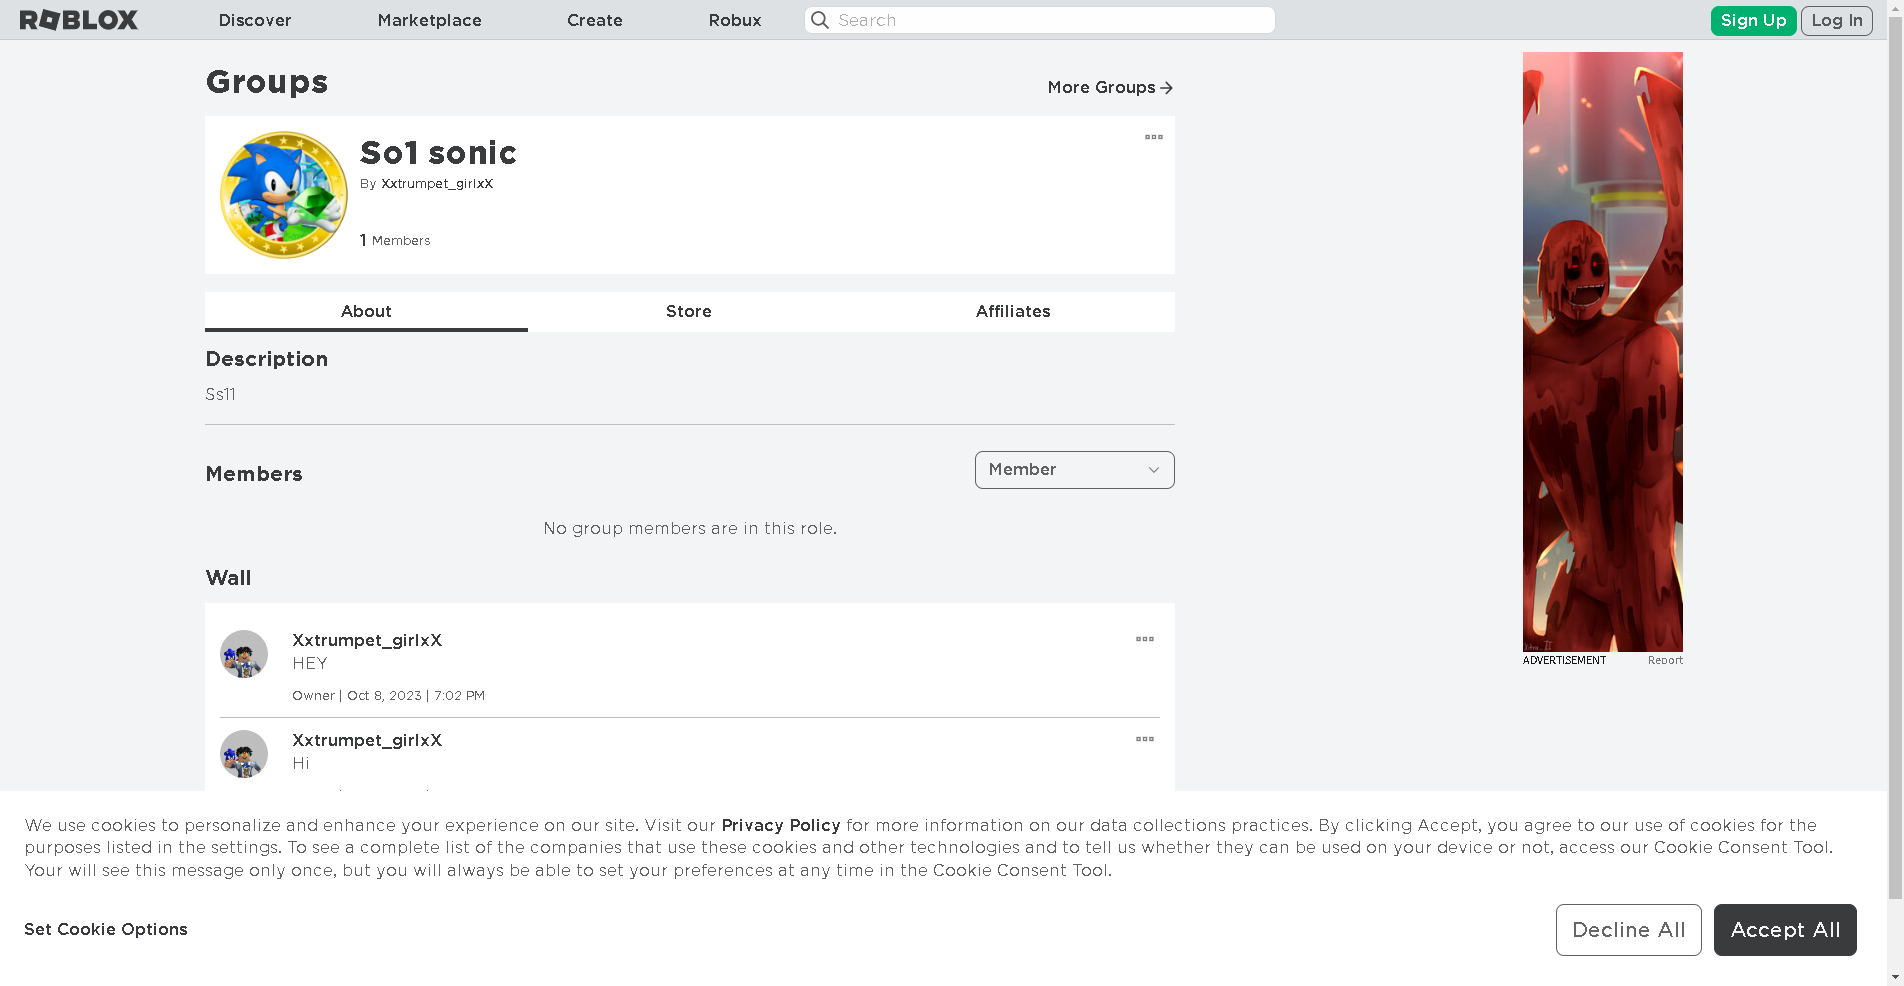 ROBLOX Discover Marketplace Create Robux Search Sign Up Log In
Groups
More Groups
So1 sonic
By Xxtrumpet_girlxX
1 Members
About Store Affiliates
Description
Ss11
Members
Member
No group members are in this role.
Wall
Xxtrumpet_girlxX
HEY
Owner | Oct 8, 2023 | 7:02 PM
Xxtrumpet_girlxX
Hi
ADVERTISEMENT Report
We use cookies to personalize and enhance your experience on our site. Visit our Privacy Policy for more information on our data collections practices. By clicking Accept, you agree to our use of cookies for the
purposes listed in the settings. To see a complete list of the companies that use these cookies and other technologies and to tell us whether they can be used on your device or not, access our Cookie Consent Tool.
Your will see this message only once, but you will always be able to set your preferences at any time in the Cookie Consent Tool.
Set Cookie Options
Decline All
Accept All